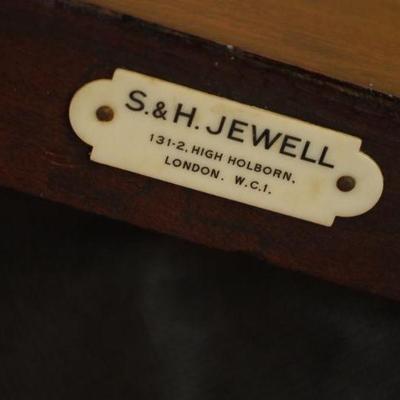 S. & H. JEWELL
131-2, HIGH HOLBORN,
LONDON. W.C.1.